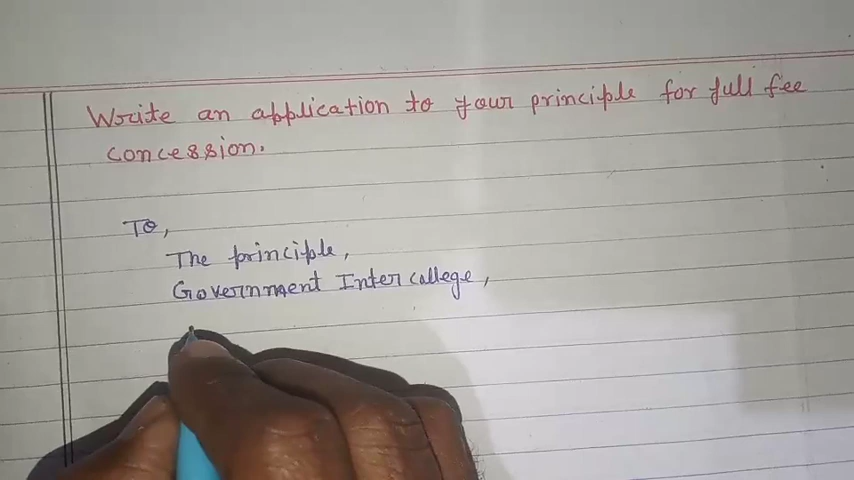 Write an application to your principle for full fee
concession.
To,
The principle,
Government Inter college,